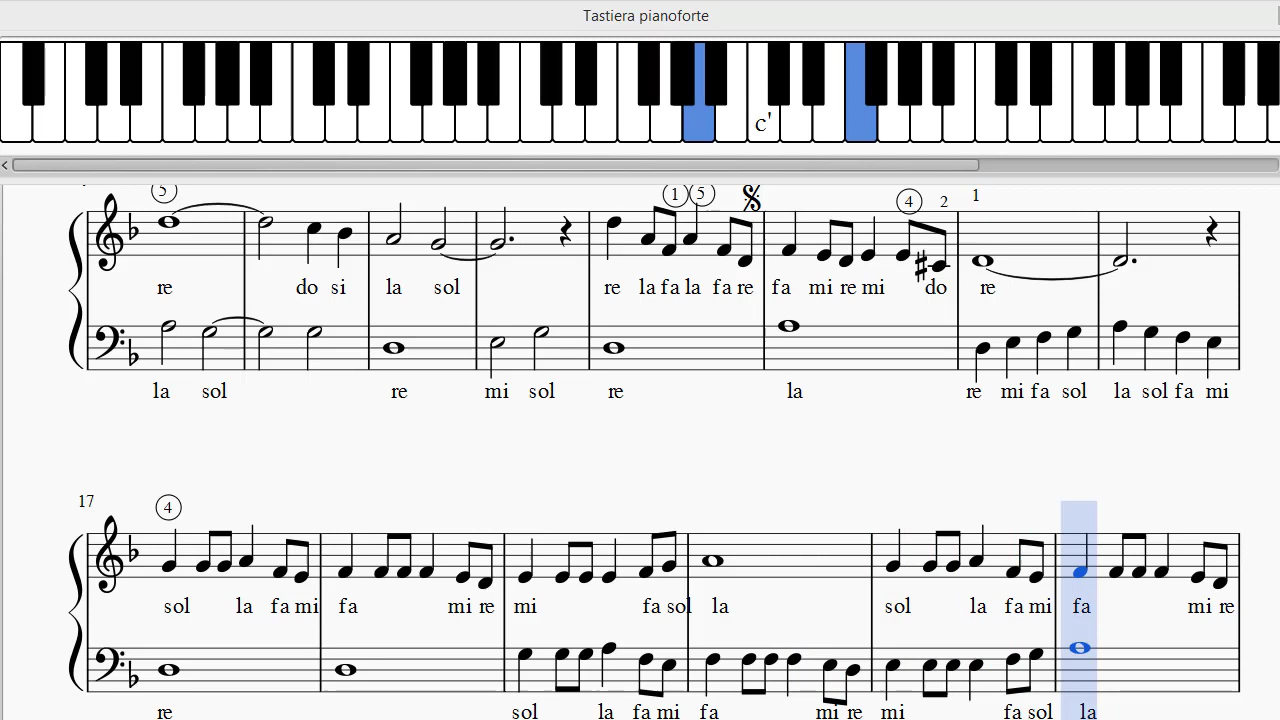 Tastiera pianoforte
c'
<
5 1 5 4 2 1
re do si la sol re la fa la fa re fa mi re mi do re
la sol re mi sol re la re mi fa sol la sol fa mi
17 4
sol la fa mi fa mi re mi fa sol la sol la fa mi fa mi re
re sol la fa mi fa mi re mi fa sol la